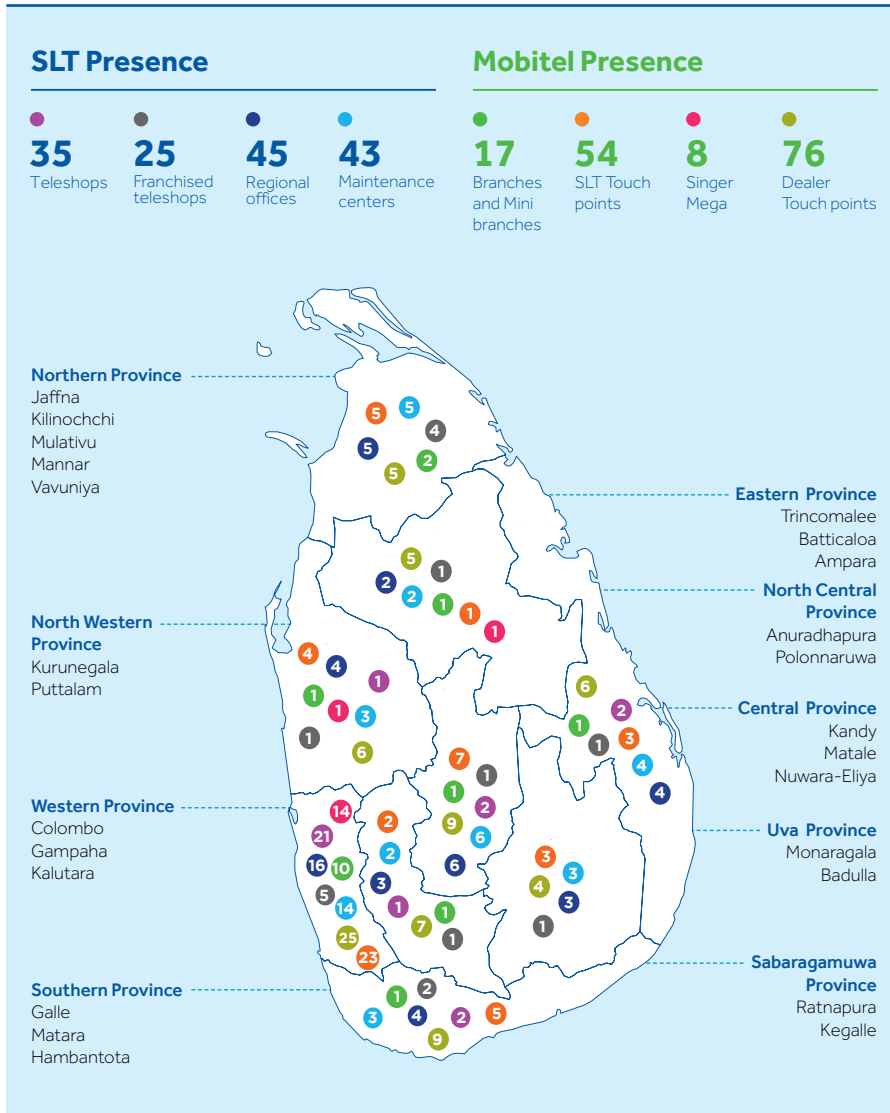 SLT Presence
35
Teleshops
25
Franchised
teleshops
45
Regional
offices
43
Maintenance
centers
Mobitel Presence
17
Branches
and Mini
branches
54
SLT Touch
points
8
Singer
Mega
76
Dealer
Touch points
Northern Province
Jaffna
Kilinochchi
Mulativu
Mannar
Vavuniya
5
5
4
5
2
5
Eastern Province
Trincomalee
Batticaloa
Ampara
5
1
2
2
1
1
1
North Central
Province
Anuradhapura
Polonnaruwa
North Western
Province
Kurunegala
Puttalam
4
4
1
1
1
3
1
6
6
2
1
3
1
4
4
Central Province
Kandy
Matale
Nuwara-Eliya
7
1
1
2
9
6
6
Western Province
Colombo
Gampaha
Kalutara
14
21
16
10
5
14
25
23
2
2
3
1
1
7
1
3
3
4
3
1
Uva Province
Monaragala
Badulla
Sabaragamuwa
Province
Ratnapura
Kegalle
Southern Province
Galle
Matara
Hambantota
2
1
3
4
2
5
9